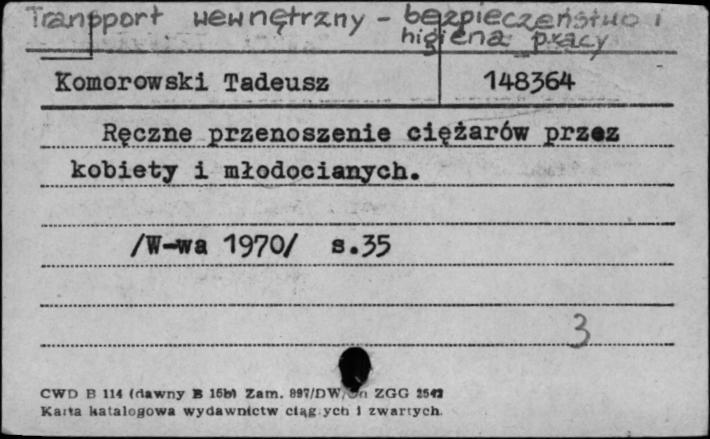 Transport wewnętrzny - bezpieczeństwo i
higiena pracy
Komorowski Tadeusz 148364
Ręczne przenoszenie ciężarów przez
kobiety i młodocianych.
/W-wa 1970/ s.35
3
CWD B 114 (dawny B 15b) Zam. 897/DW/ ZGG 2542
Karta katalogowa wydawnictw ciągłych i zwartych.